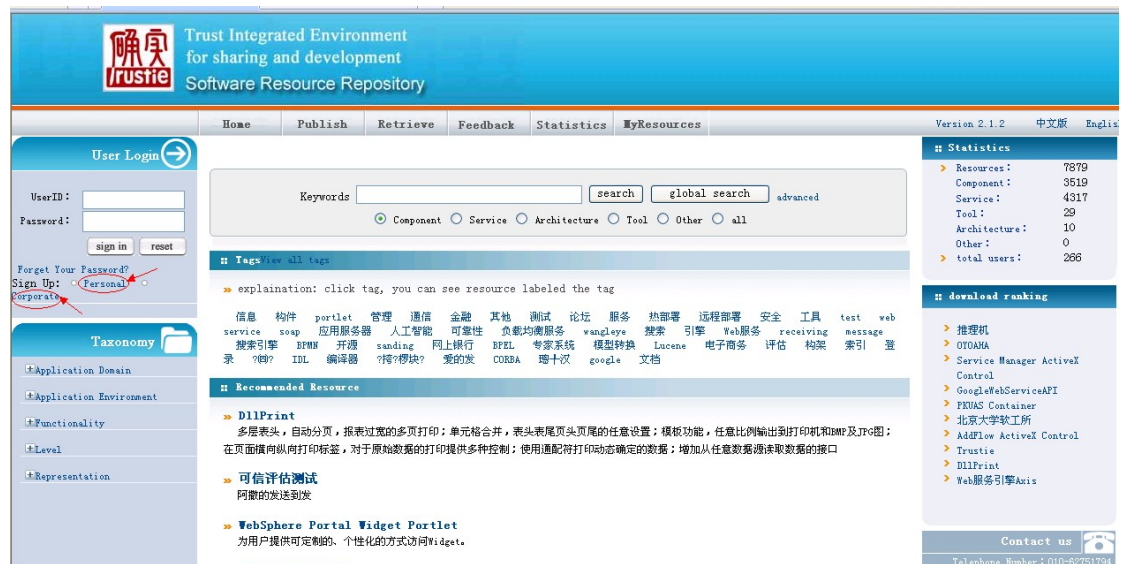 确实
Trustie
Trust Integrated Environment
for sharing and development
Software Resource Repository
Home Publish Retrieve Feedback Statistics MyResources
Version 2.1.2 中文版 Englis
User Login
UserID：
Password：
sign in reset
Forget Your Password?
Sign Up: Personal
Corporate
Taxonomy
Application Domain
Application Environment
Functionality
Level
Representation
Keywords search global search advanced
Component Service Architecture Tool Other all
Tags View all tags
explaination: click tag, you can see resource labeled the tag
信息 构件 portlet 管理 通信 金融 其他 测试 论坛 服务 热部署 远程部署 安全 工具 test web
service soap 应用服务器 人工智能 可靠性 负载均衡服务 wangleye 搜索 引擎 Web服务 receiving message
搜索引擎 BPMN 开源 sanding 网上银行 BPEL 专家系统 模型转换 Lucene 电子商务 评估 构架 索引 登
录 IDL 编译器 爱的发 CORBA google 文档
Recommended Resource
DllPrint
多层表头，自动分页，报表过宽的多页打印；单元格合并，表头表尾页头页尾的任意设置；模板功能，任意比例输出到打印机和BMP及JPG图；
在页面横向纵向打印标签，对于原始数据的打印提供多种控制；使用通配符打印动态确定的数据；增加从任意数据源读取数据的接口
可信评估测试
阿撒的发送到发
WebSphere Portal Widget Portlet
为用户提供可定制的、个性化的方式访问Widget。
Statistics
Resources： 7879
Component： 3519
Service： 4317
Tool： 29
Architecture： 10
Other： 0
total users： 266
download ranking
推理机
OTOAHA
Service Manager ActiveX
Control
GoogleWebServiceAPI
PKUAS Container
北京大学软工所
AddFlow ActiveX Control
Trustie
DllPrint
Web服务引擎Axis
Contact us
Telephone Number：010-62751794